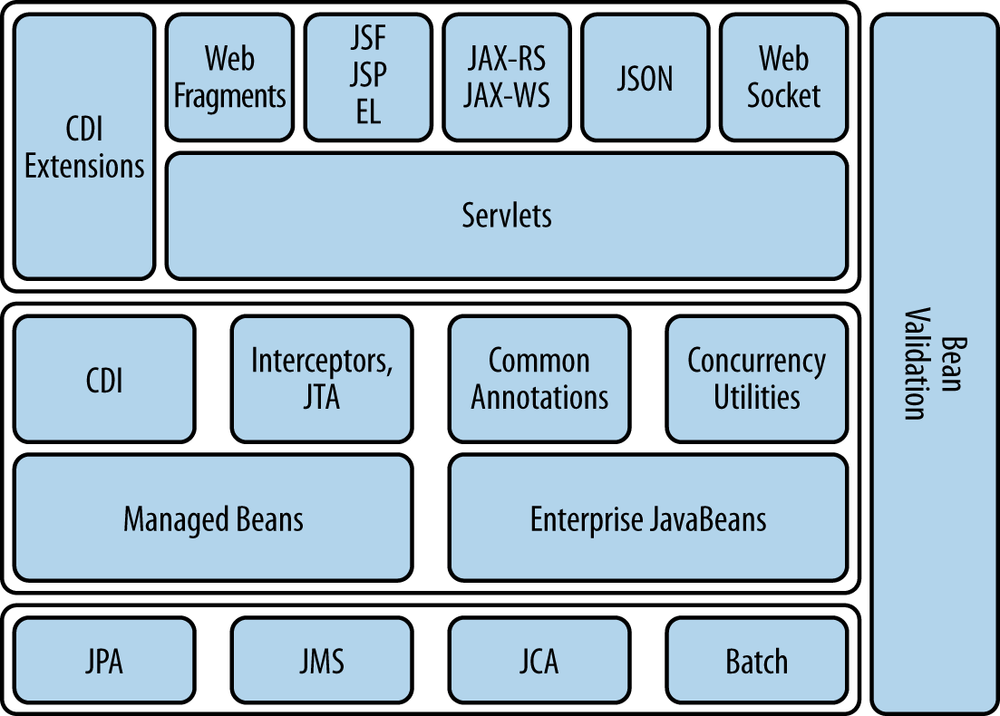 CDI
Extensions
Web
Fragments
JSF
JSP
EL
JAX-RS
JAX-WS
JSON
Web
Socket
Servlets
CDI
Interceptors,
JTA
Common
Annotations
Concurrency
Utilities
Managed Beans
Enterprise JavaBeans
JPA
JMS
JCA
Batch
Bean
Validation